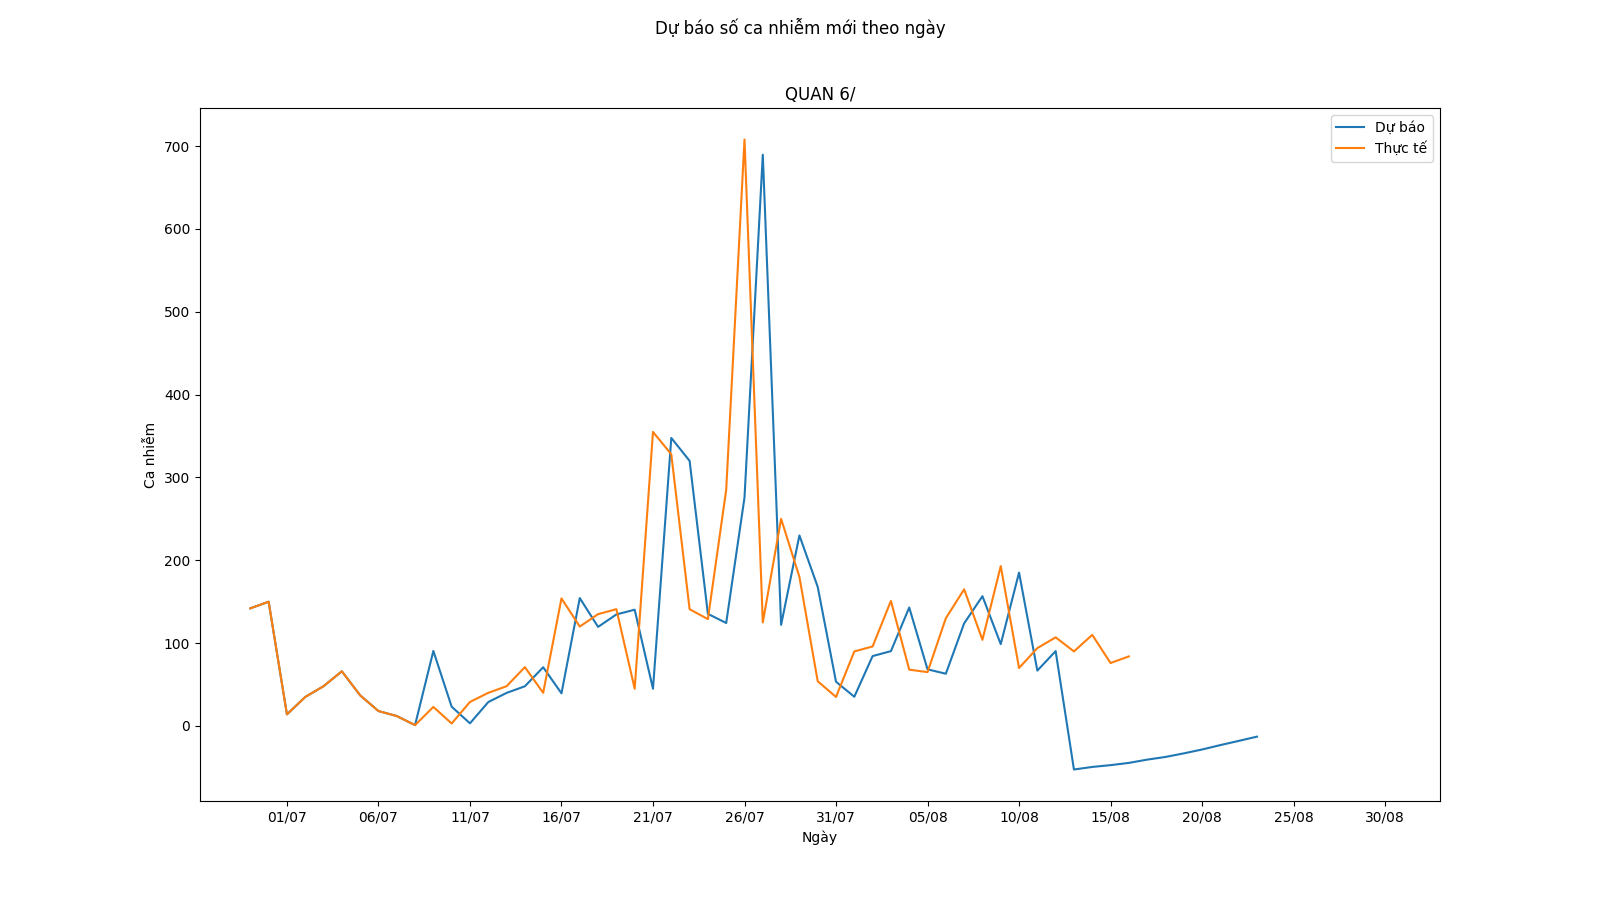 Dự báo số ca nhiễm mới theo ngày
QUAN 6/
Dự báo
Thực tế
700
600
500
400
300
200
100
0
Ca nhiễm
01/07 06/07 11/07 16/07 21/07 26/07 31/07 05/08 10/08 15/08 20/08 25/08 30/08
Ngày